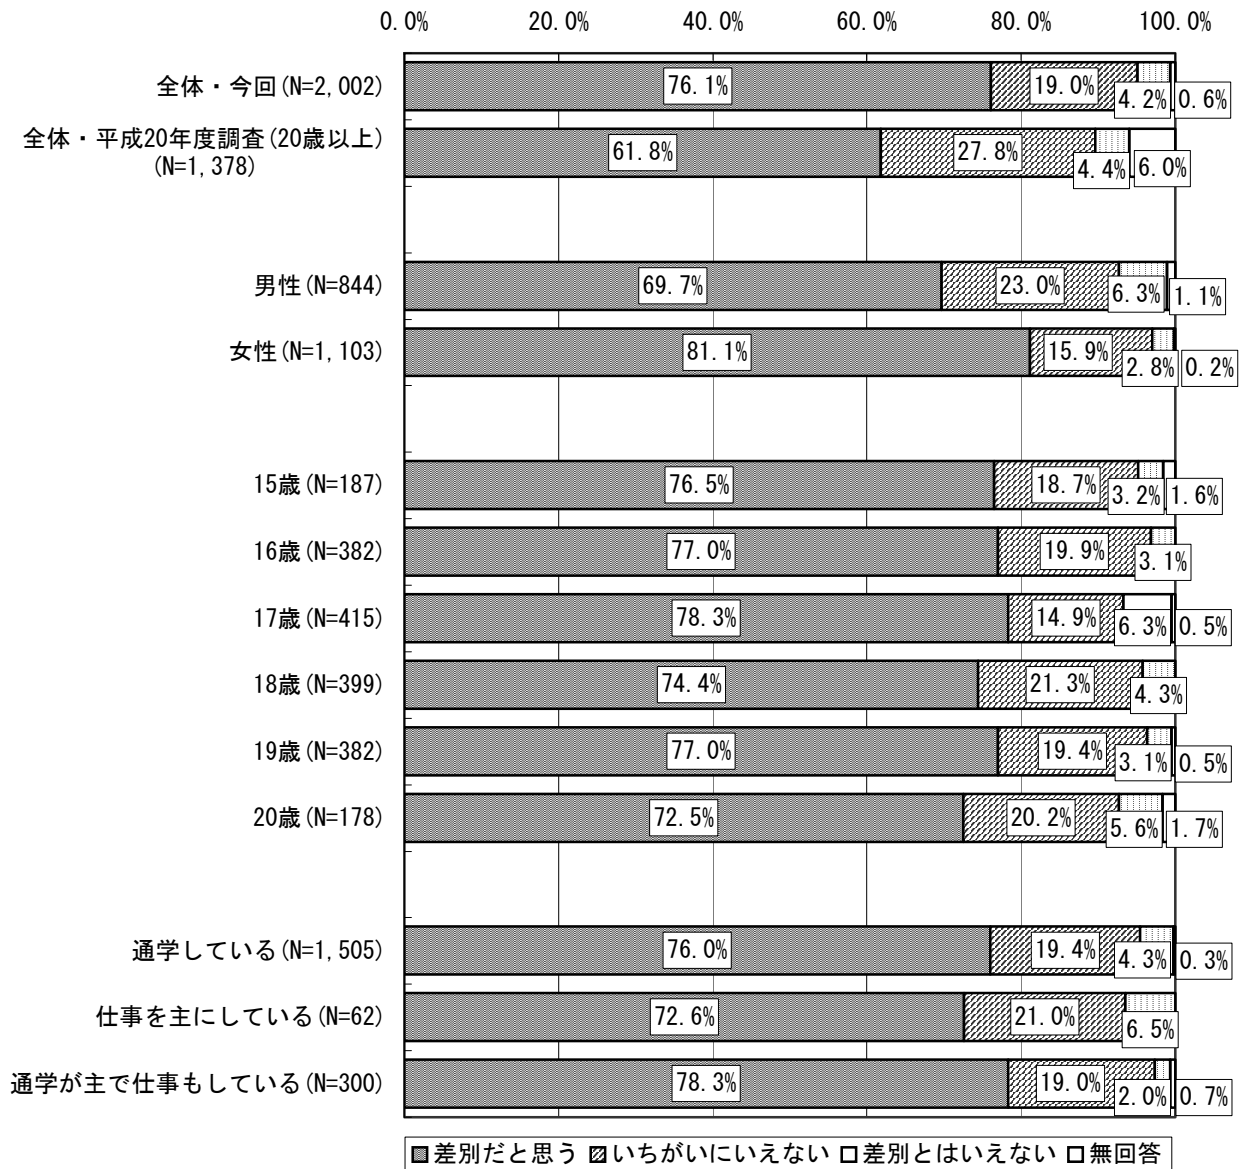 0.0% 20.0% 40.0% 60.0% 80.0% 100.0%
全体・今回(N=2,002) 76.1% 19.0% 4.2% 0.6%
全体・平成20年度調査(20歳以上)
(N=1,378) 61.8% 27.8% 4.4% 6.0%
男性(N=844) 69.7% 23.0% 6.3% 1.1%
女性(N=1,103) 81.1% 15.9% 2.8% 0.2%
15歳(N=187) 76.5% 18.7% 3.2% 1.6%
16歳(N=382) 77.0% 19.9% 3.1%
17歳(N=415) 78.3% 14.9% 6.3% 0.5%
18歳(N=399) 74.4% 21.3% 4.3%
19歳(N=382) 77.0% 19.4% 3.1% 0.5%
20歳(N=178) 72.5% 20.2% 5.6% 1.7%
通学している(N=1,505) 76.0% 19.4% 4.3% 0.3%
仕事を主にしている(N=62) 72.6% 21.0% 6.5%
通学が主で仕事もしている(N=300) 78.3% 19.0% 2.0% 0.7%
差別だと思う いちがいにいえない 差別とはいえない 無回答